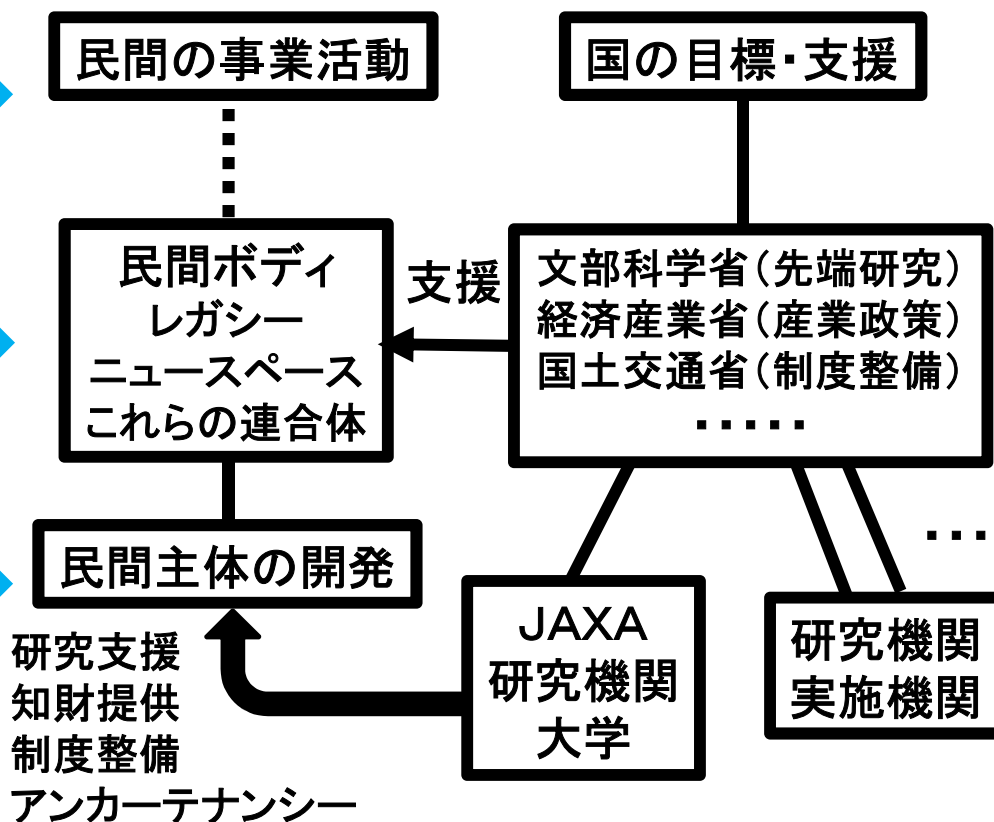 民間の事業活動
国の目標・支援
民間ボディ
レガシー
ニュースペース
これらの連合体
支援
文部科学省（先端研究）
経済産業省（産業政策）
国土交通省（制度整備）
・・・・・
民間主体の開発
・・・
JAXA
研究機関
大学
研究機関
実施機関
研究支援
知財提供
制度整備
アンカーテナンシー